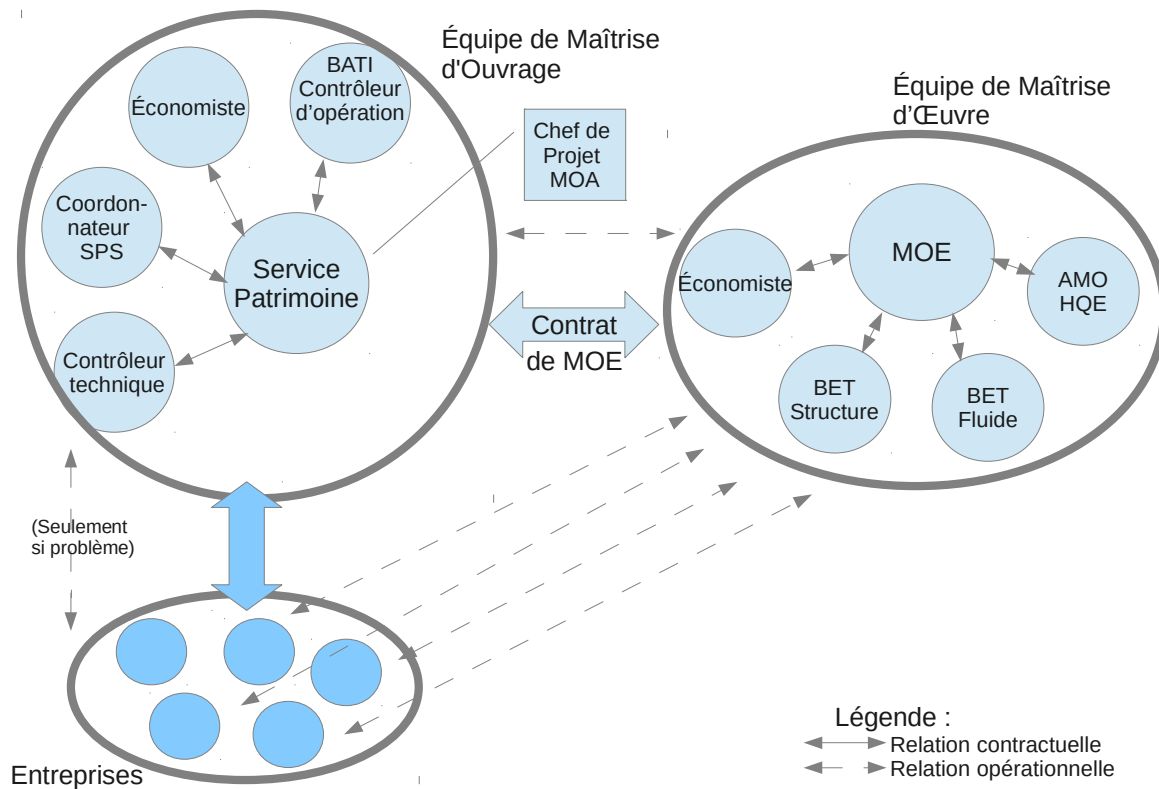 Équipe de Maîtrise
d'Ouvrage
BATI
Contrôleur
d'opération
Économiste
Coordon-
nateur
SPS
Service
Patrimoine
Contrôleur
technique
Chef de
Projet
MOA
Équipe de Maîtrise
d'Œuvre
MOE
Économiste
AMO
HQE
BET
Structure
BET
Fluide
Contrat
de MOE
(Seulement
si problème)
Entreprises
Légende :
Relation contractuelle
Relation opérationnelle